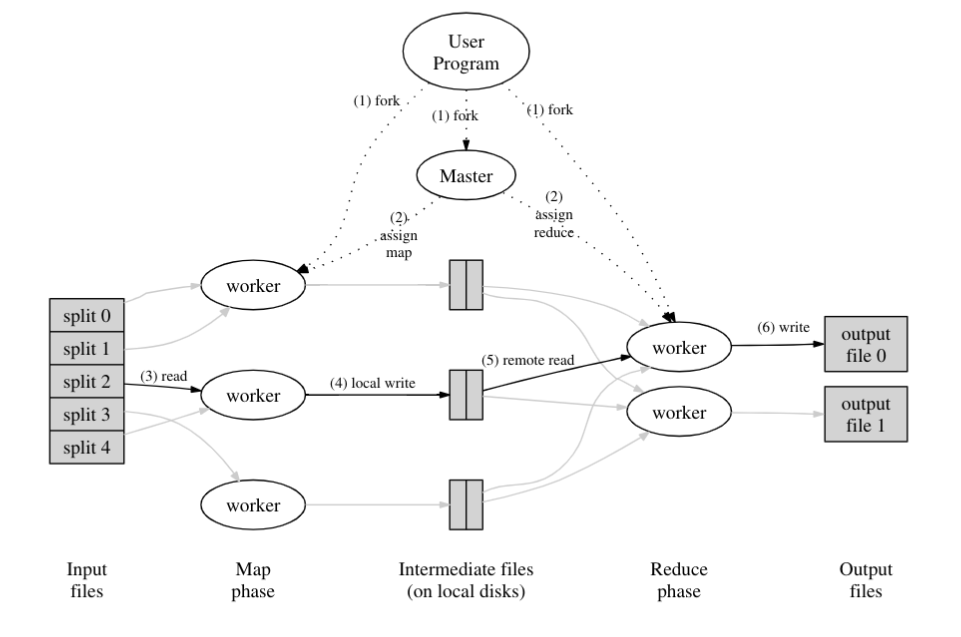 User
Program
(1) fork
(1) fork
(1) fork
Master
(2)
assign
map
(2)
assign
reduce
worker
split 0
split 1
split 2
split 3
split 4
(3) read
worker
(4) local write
worker
(5) remote read
worker
worker
(6) write
output
file 0
output
file 1
Input
files
Map
phase
Intermediate files
(on local disks)
Reduce
phase
Output
files